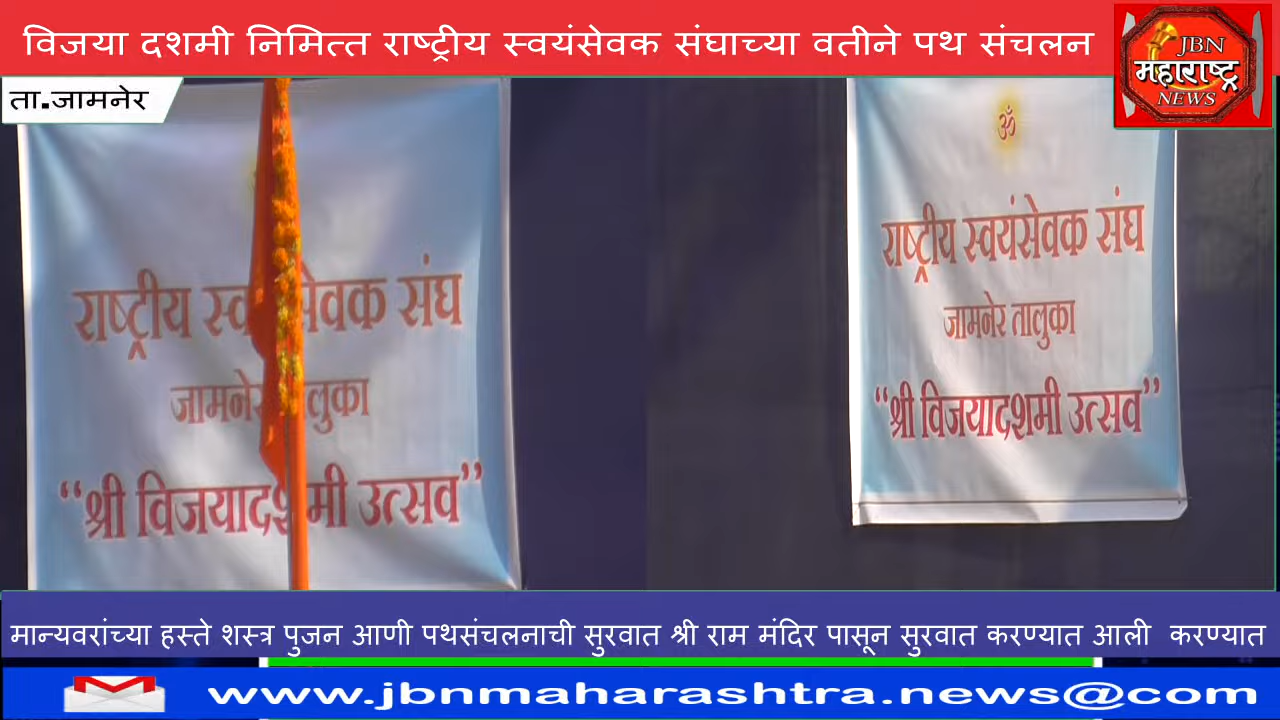 विजया दशमी निमित्त राष्ट्रीय स्वयंसेवक संघाच्या वतीने पथ संचलन
JBN
महाराष्ट्र
NEWS
ता.जामनेर
राष्ट्रीय स्व सेवक संघ
जामनेर तालुका
“श्री विजयादशमी उत्सव”
ॐ
राष्ट्रीय स्वयंसेवक संघ
जामनेर तालुका
“श्री विजयादशमी उत्सव”
मान्यवरांच्या हस्ते शस्त्र पुजन आणी पथसंचलनाची सुरवात श्री राम मंदिर पासून सुरवात करण्यात आली करण्यात
www.jbnmaharashtra.news@com